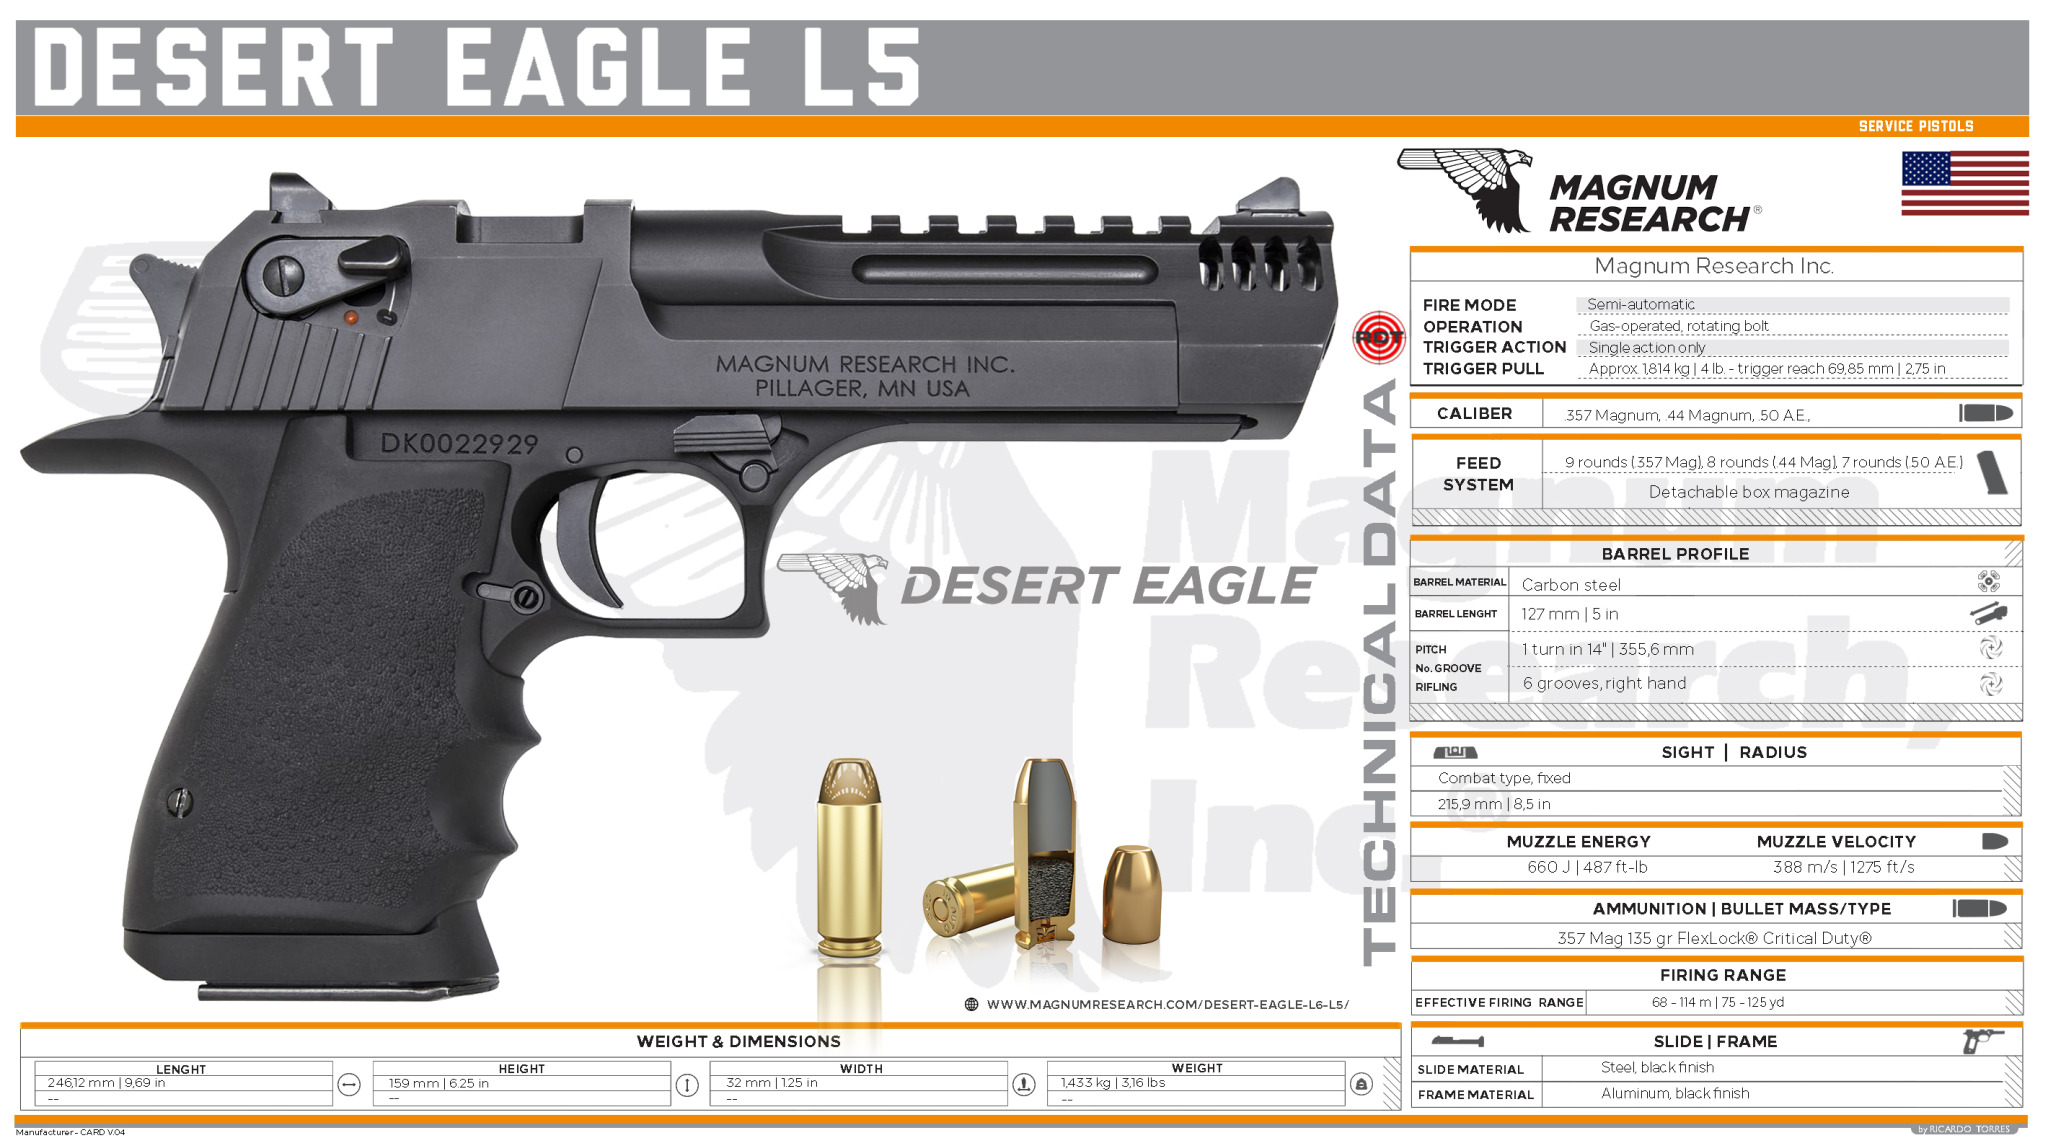 DESERT EAGLE L5
SERVICE PISTOLS
MAGNUM
RESEARCH®
MAGNUM RESEARCH INC.
PILLAGER, MN USA
DK0022929
DESERT EAGLE
Magnum
Research,
Inc.
®
WWW.MAGNUMRESEARCH.COM/DESERT-EAGLE-L6-L5/
RDT
TECHNICAL DATA
Magnum Research Inc.
FIRE MODE Semi-automatic
OPERATION Gas-operated, rotating bolt
TRIGGER ACTION Single action only
TRIGGER PULL Approx. 1,814 kg | 4 lb. - trigger reach 69,85 mm | 2,75 in
CALIBER .357 Magnum, .44 Magnum, .50 A.E.,
FEED SYSTEM
9 rounds (.357 Mag), 8 rounds (.44 Mag), 7 rounds (.50 A.E.)
Detachable box magazine
BARREL PROFILE
BARREL MATERIAL Carbon steel
BARREL LENGHT 127 mm | 5 in
PITCH 1 turn in 14" | 355,6 mm
No. GROOVE
RIFLING 6 grooves, right hand
SIGHT | RADIUS
Combat type, fixed
215,9 mm | 8,5 in
MUZZLE ENERGY MUZZLE VELOCITY
660 J | 487 ft-lb 388 m/s | 1275 ft/s
AMMUNITION | BULLET MASS/TYPE
357 Mag 135 gr FlexLock® Critical Duty®
FIRING RANGE
EFFECTIVE FIRING RANGE 68 - 114 m | 75 - 125 yd
SLIDE | FRAME
SLIDE MATERIAL Steel, black finish
FRAME MATERIAL Aluminum, black finish
WEIGHT & DIMENSIONS
LENGHT HEIGHT WIDTH WEIGHT
246,12 mm | 9,69 in 159 mm | 6.25 in 32 mm | 1.25 in 1,433 kg | 3,16 lbs
-- -- -- --
Manufacturer - CARD V.04
by RICARDO TORRES